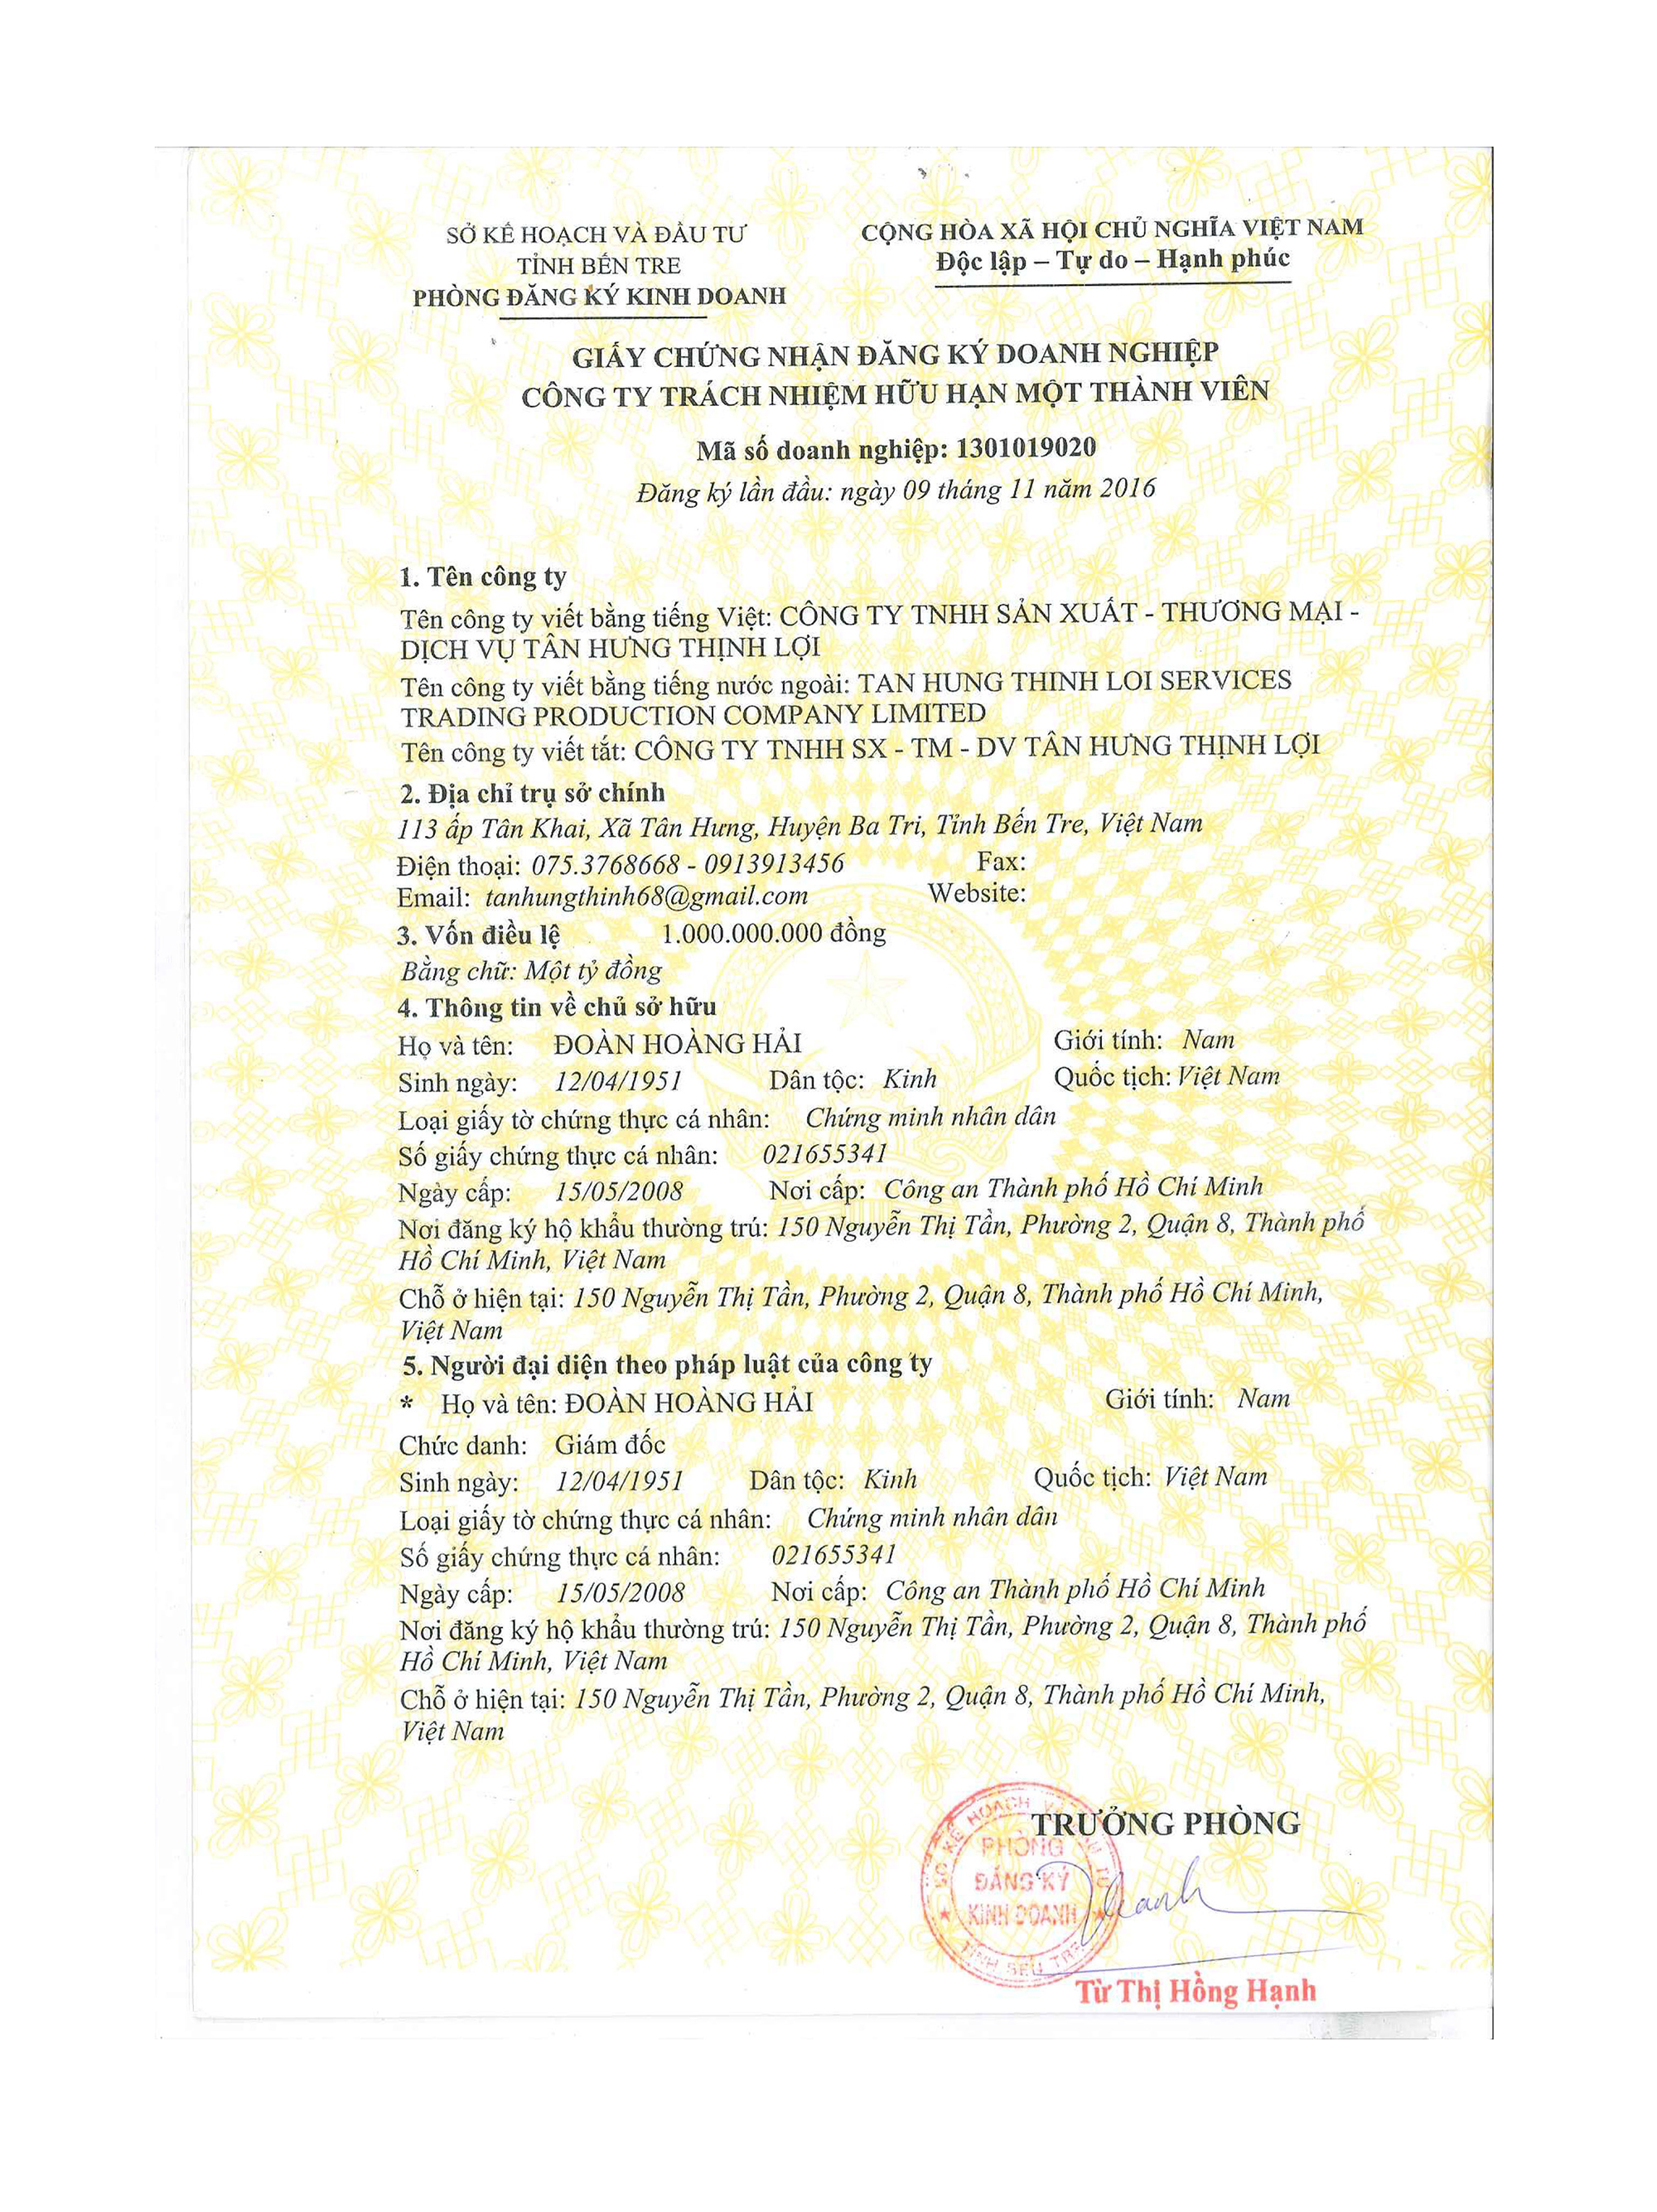 SỞ KẾ HOẠCH VÀ ĐẦU TƯ
TỈNH BẾN TRE
PHÒNG ĐĂNG KÝ KINH DOANH
CỘNG HÒA XÃ HỘI CHỦ NGHĨA VIỆT NAM
Độc lập – Tự do – Hạnh phúc
GIẤY CHỨNG NHẬN ĐĂNG KÝ DOANH NGHIỆP
CÔNG TY TRÁCH NHIỆM HỮU HẠN MỘT THÀNH VIÊN
Mã số doanh nghiệp: 1301019020
Đăng ký lần đầu: ngày 09 tháng 11 năm 2016
1. Tên công ty
Tên công ty viết bằng tiếng Việt: CÔNG TY TNHH SẢN XUẤT - THƯƠNG MẠI -
DỊCH VỤ TÂN HƯNG THỊNH LỢI
Tên công ty viết bằng tiếng nước ngoài: TAN HUNG THINH LOI SERVICES
TRADING PRODUCTION COMPANY LIMITED
Tên công ty viết tắt: CÔNG TY TNHH SX - TM - DV TÂN HƯNG THỊNH LỢI
2. Địa chỉ trụ sở chính
113 ấp Tân Khai, Xã Tân Hưng, Huyện Ba Tri, Tỉnh Bến Tre, Việt Nam
Điện thoại: 075.3768668 - 0913913456 Fax:
Email: tanhungthinh68@gmail.com Website:
3. Vốn điều lệ 1.000.000.000 đồng
Bằng chữ: Một tỷ đồng
4. Thông tin về chủ sở hữu
Họ và tên: ĐOÀN HOÀNG HẢI Giới tính: Nam
Sinh ngày: 12/04/1951 Dân tộc: Kinh Quốc tịch: Việt Nam
Loại giấy tờ chứng thực cá nhân: Chứng minh nhân dân
Số giấy chứng thực cá nhân: 021655341
Ngày cấp: 15/05/2008 Nơi cấp: Công an Thành phố Hồ Chí Minh
Nơi đăng ký hộ khẩu thường trú: 150 Nguyễn Thị Tần, Phường 2, Quận 8, Thành phố
Hồ Chí Minh, Việt Nam
Chỗ ở hiện tại: 150 Nguyễn Thị Tần, Phường 2, Quận 8, Thành phố Hồ Chí Minh,
Việt Nam
5. Người đại diện theo pháp luật của công ty
* Họ và tên: ĐOÀN HOÀNG HẢI Giới tính: Nam
Chức danh: Giám đốc
Sinh ngày: 12/04/1951 Dân tộc: Kinh Quốc tịch: Việt Nam
Loại giấy tờ chứng thực cá nhân: Chứng minh nhân dân
Số giấy chứng thực cá nhân: 021655341
Ngày cấp: 15/05/2008 Nơi cấp: Công an Thành phố Hồ Chí Minh
Nơi đăng ký hộ khẩu thường trú: 150 Nguyễn Thị Tần, Phường 2, Quận 8, Thành phố
Hồ Chí Minh, Việt Nam
Chỗ ở hiện tại: 150 Nguyễn Thị Tần, Phường 2, Quận 8, Thành phố Hồ Chí Minh,
Việt Nam
TRƯỞNG PHÒNG
PHÒNG
ĐĂNG KÝ
KINH DOANH
Từ Thị Hồng Hạnh